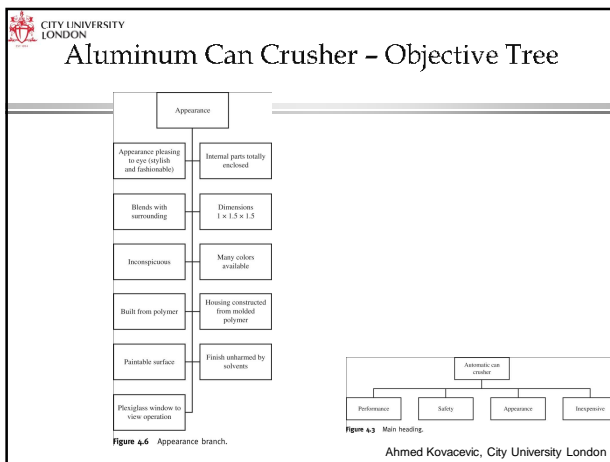 CITY UNIVERSITY
LONDON
Aluminum Can Crusher – Objective Tree
Appearance
Appearance pleasing
to eye (stylish
and fashionable)
Internal parts totally
enclosed
Blends with
surrounding
Dimensions
1 × 1.5 × 1.5
Inconspicuous
Many colors
available
Built from polymer
Housing constructed
from molded
polymer
Paintable surface
Finish unharmed by
solvents
Plexiglass window to
view operation
Figure 4.6 Appearance branch.
Automatic can
crusher
Performance
Safety
Appearance
Inexpensive
Figure 4.3 Main heading.
Ahmed Kovacevic, City University London